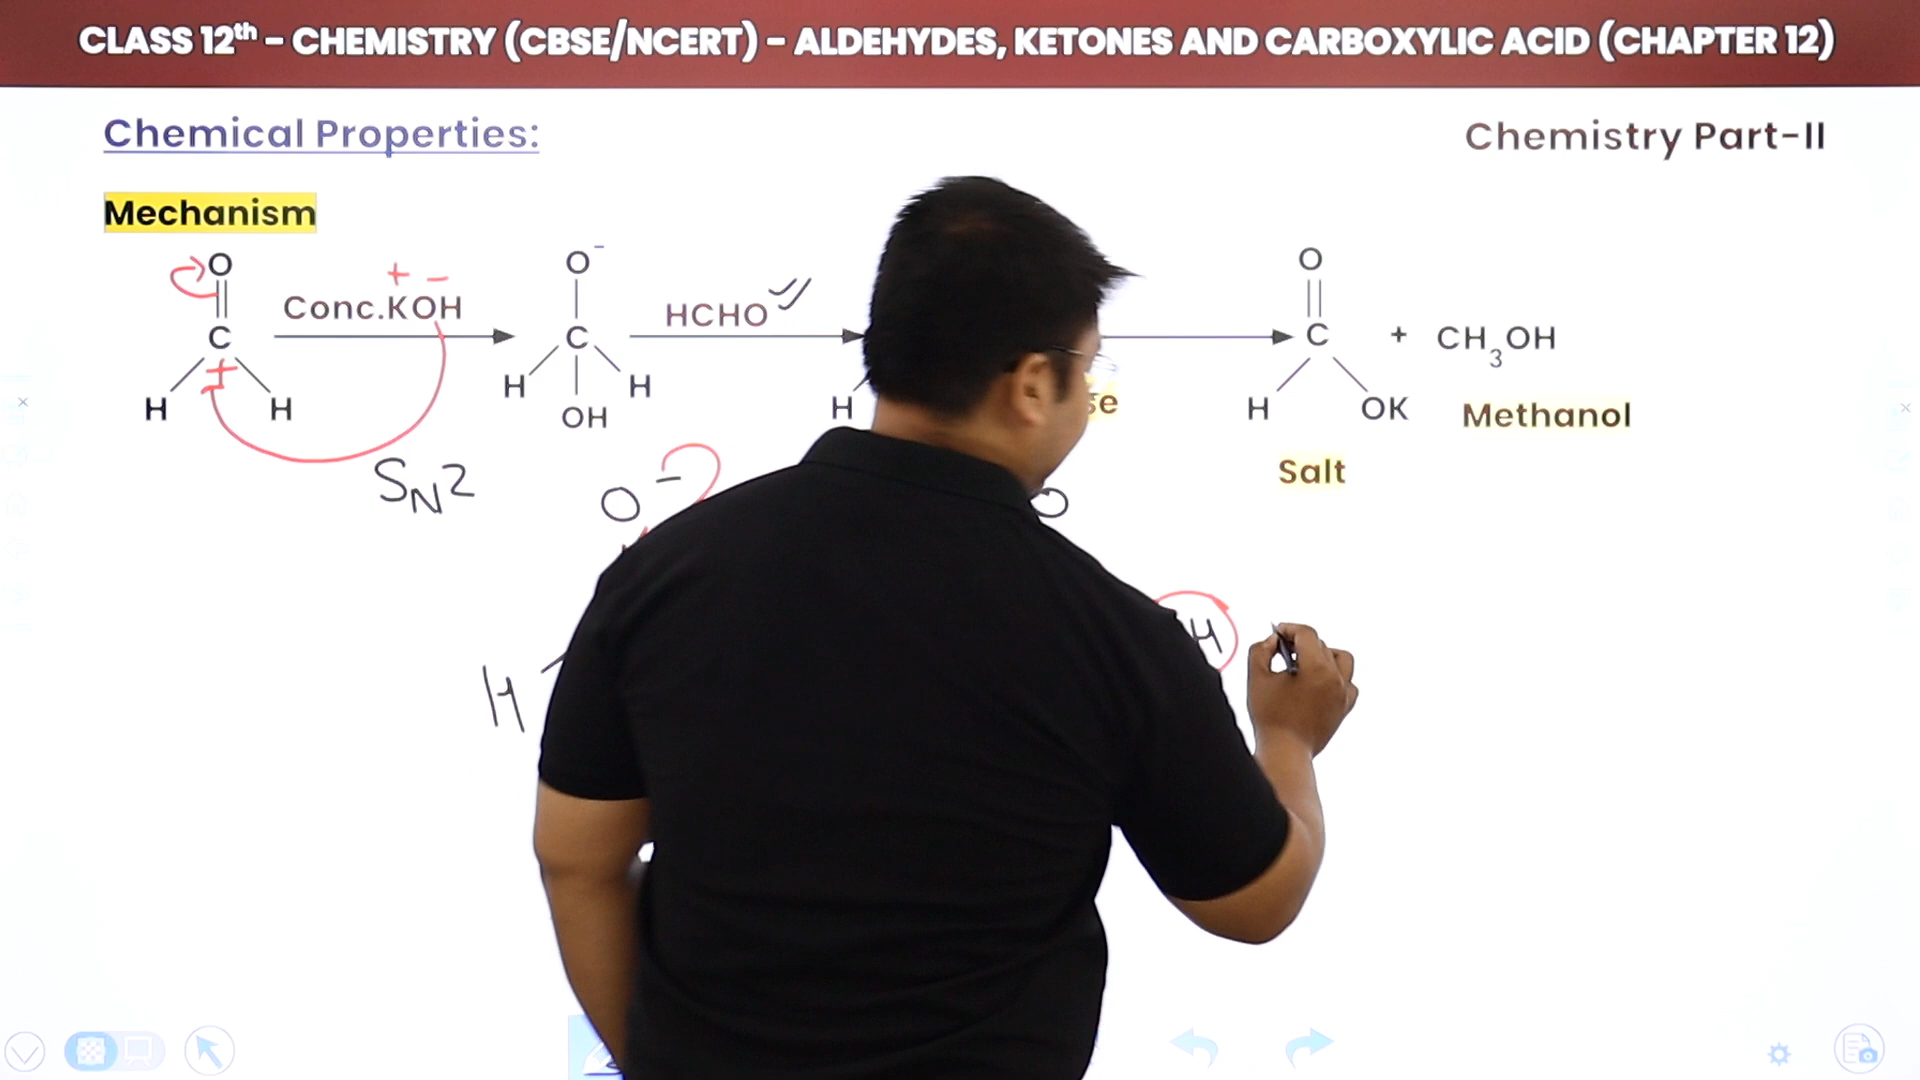 CLASS 12th – CHEMISTRY (CBSE/NCERT) – ALDEHYDES, KETONES AND CARBOXYLIC ACID (CHAPTER 12)
Chemical Properties:
Chemistry Part-II
Mechanism
O
C
H H
+ −
Conc.KOH
O−
C
H H
OH
HCHO
H
O
C
H OK
+ CH3OH
Methanol
Salt
SN2
O −
O
H
H